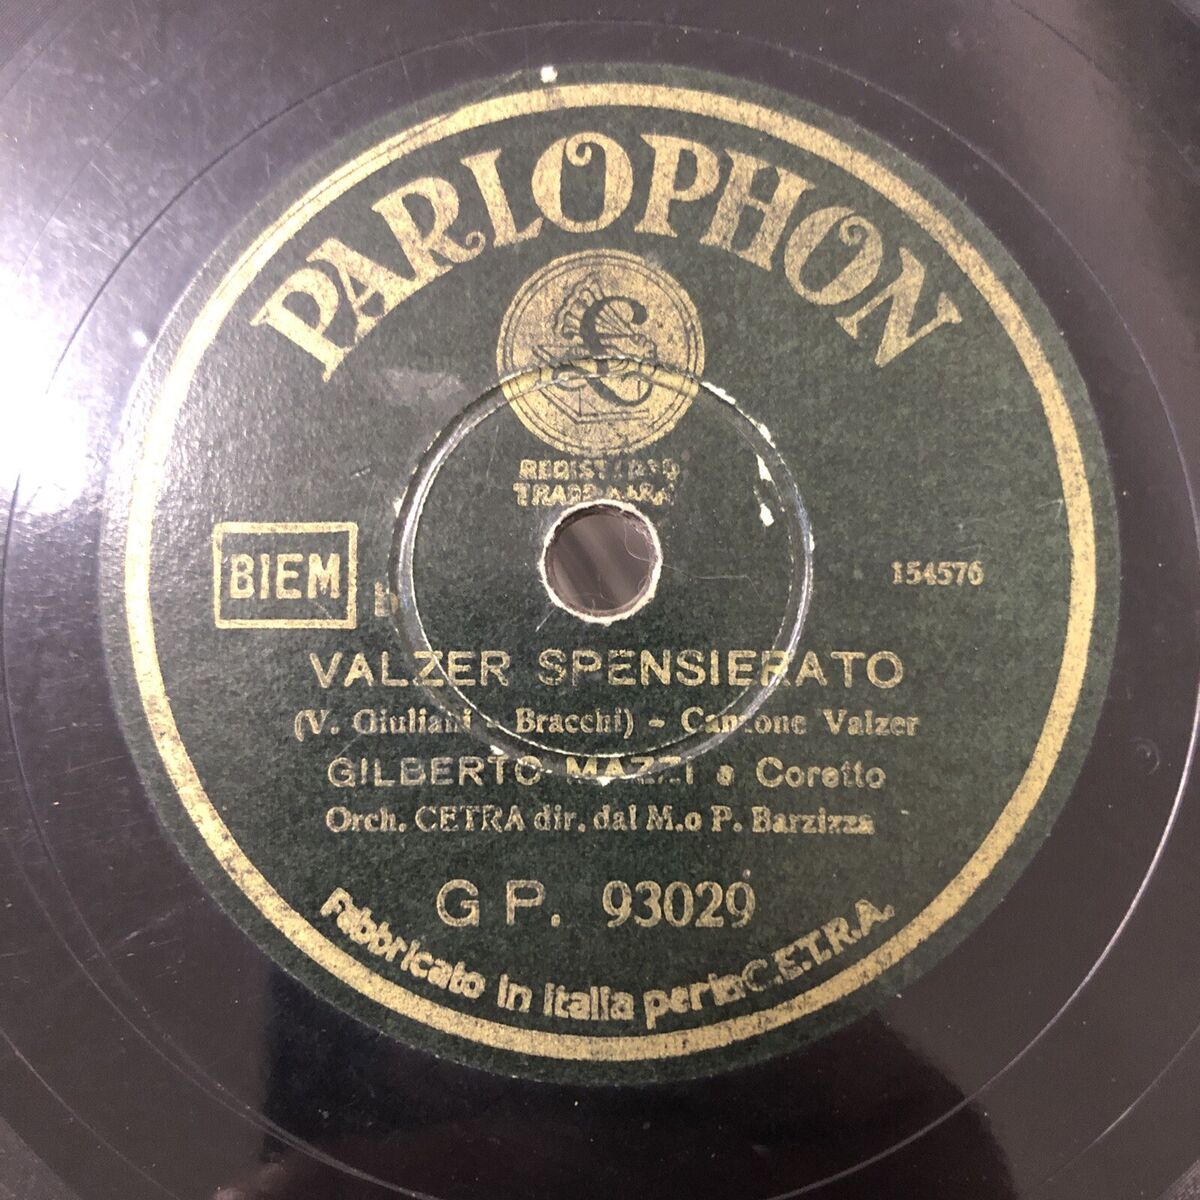 PARLOPHON
£
BIEM
b
154576
VALZER SPENSIERATO
(V. Giuliani - Bracchi) - Canzone Valzer
GILBERTO MAZZI e Coretto
Orch. CETRA dir. dal M.o P. Barzizza
GP. 93029
Fabbricato in Italia per la C.E.T.R.A.